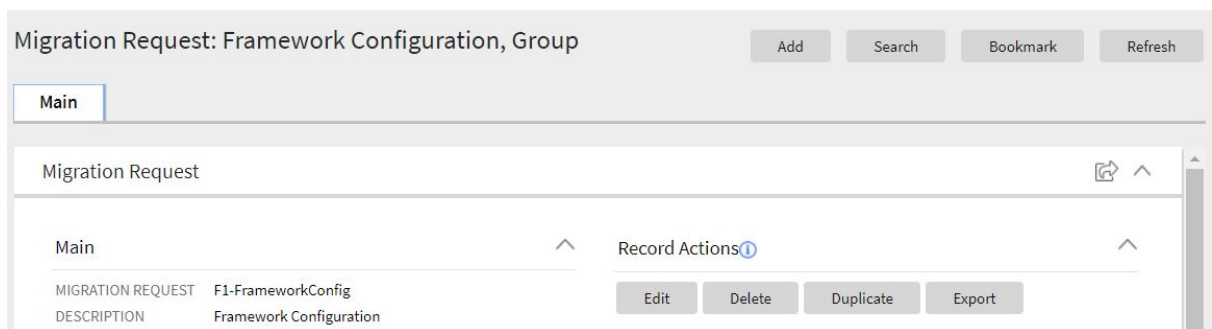 Migration Request: Framework Configuration, Group
Add Search Bookmark Refresh
Main
Migration Request
Main
Record Actions
MIGRATION REQUEST F1-FrameworkConfig
DESCRIPTION Framework Configuration
Edit Delete Duplicate Export